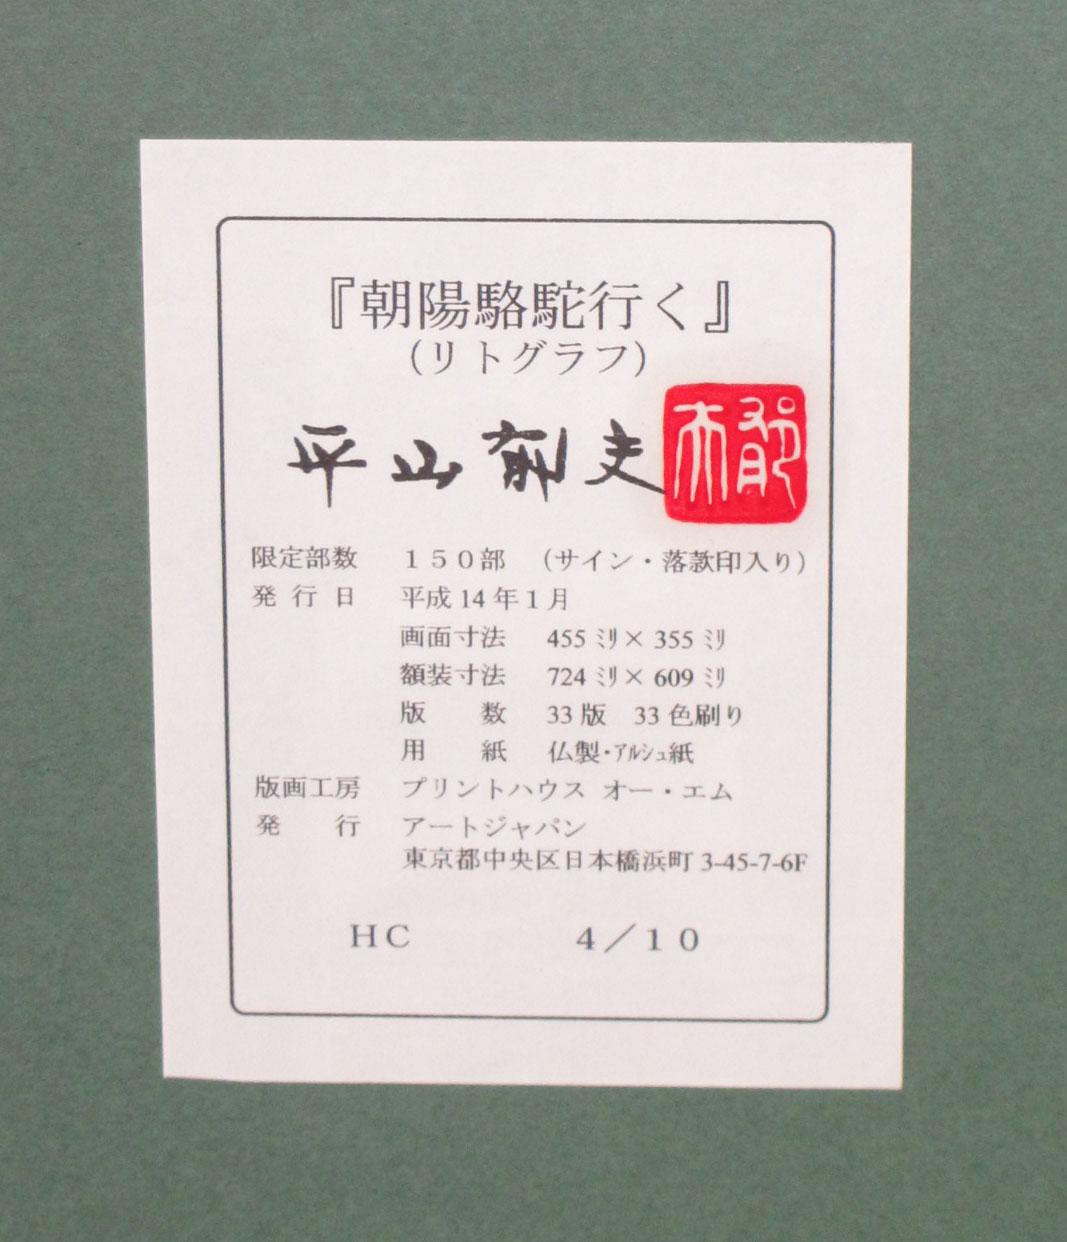 『朝陽駱駝行く』
(リトグラフ)
平山郁夫
郁夫
限定部数　１５０部　(サイン・落款印入り)
発行日　平成14年1月
画面寸法　455ミリ×355ミリ
額装寸法　724ミリ×609ミリ
版　数　33版　33色刷り
用　紙　仏製・アルシュ紙
版画工房　プリントハウス オー・エム
発　行　アートジャパン
東京都中央区日本橋浜町3-45-7-6F
HC　４／１０